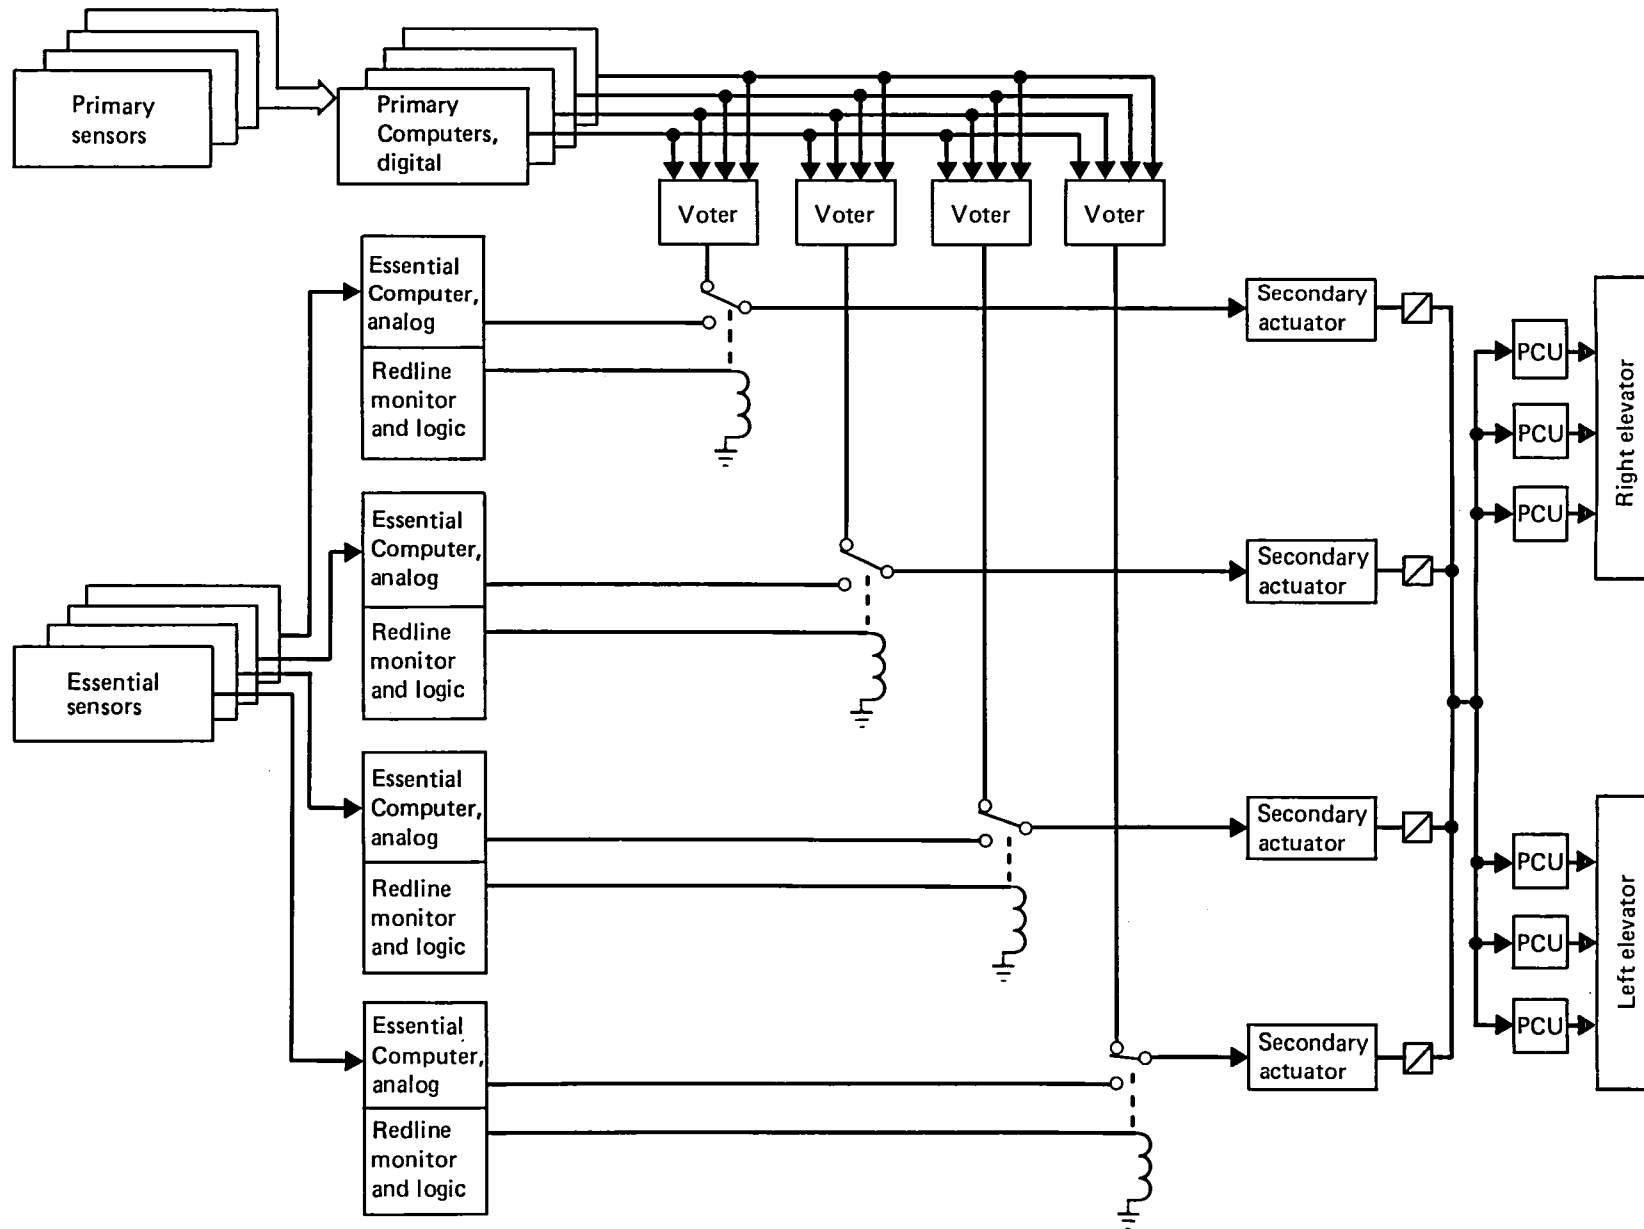 Primary
sensors
Primary
Computers,
digital
Voter
Voter
Voter
Voter
Essential
Computer,
analog
Redline
monitor
and logic
Secondary
actuator
PCU
PCU
PCU
Right elevator
Essential
Computer,
analog
Redline
monitor
and logic
Secondary
actuator
Essential
sensors
Essential
Computer,
analog
Redline
monitor
and logic
Secondary
actuator
PCU
PCU
PCU
Left elevator
Essential
Computer,
analog
Redline
monitor
and logic
Secondary
actuator